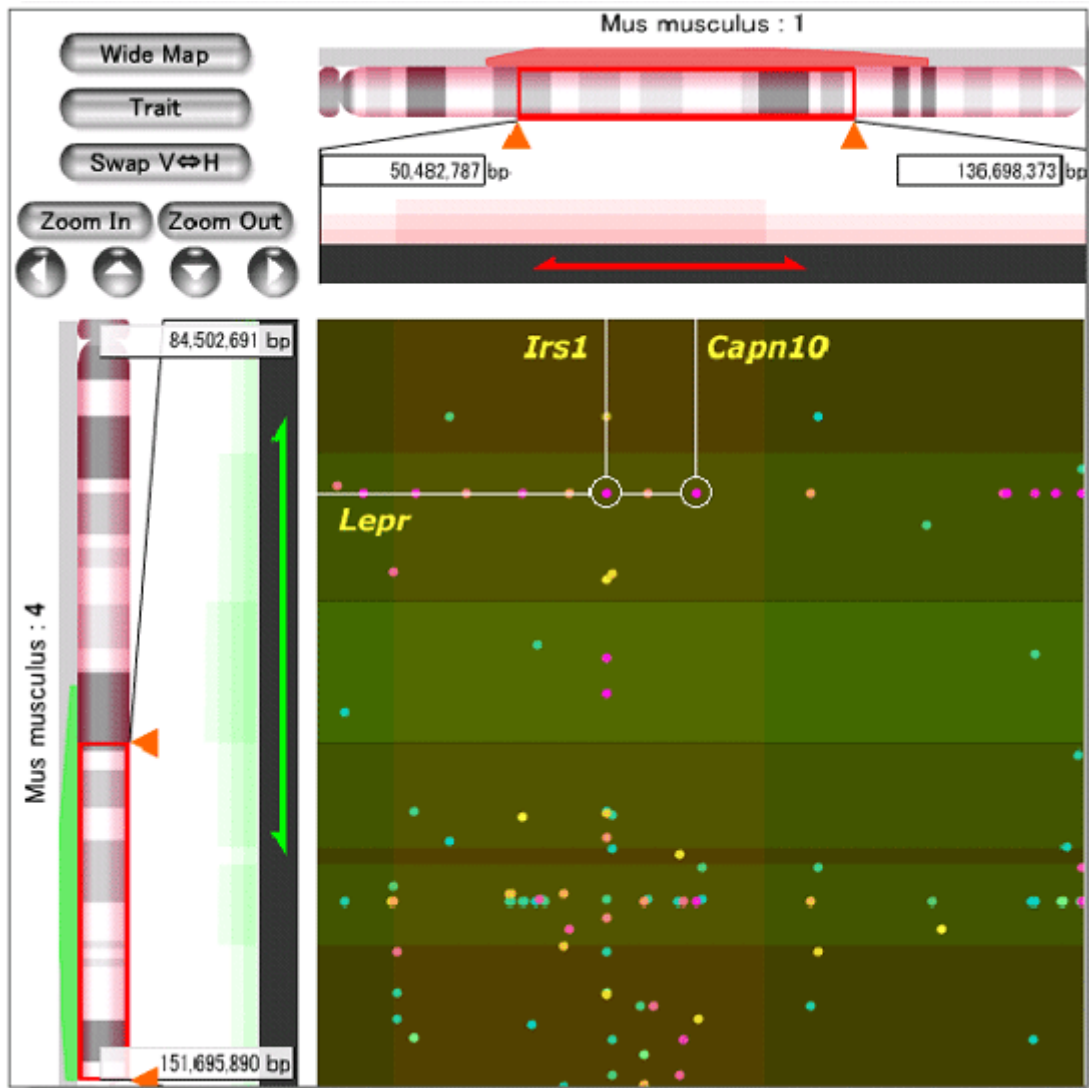 Mus musculus : 1
Wide Map
Trait
Swap V⇔H
50,482,787 bp
136,698,373 bp
Zoom In
Zoom Out
84,502,691 bp
Irs1
Capn10
Lepr
Mus musculus : 4
151,695,890 bp